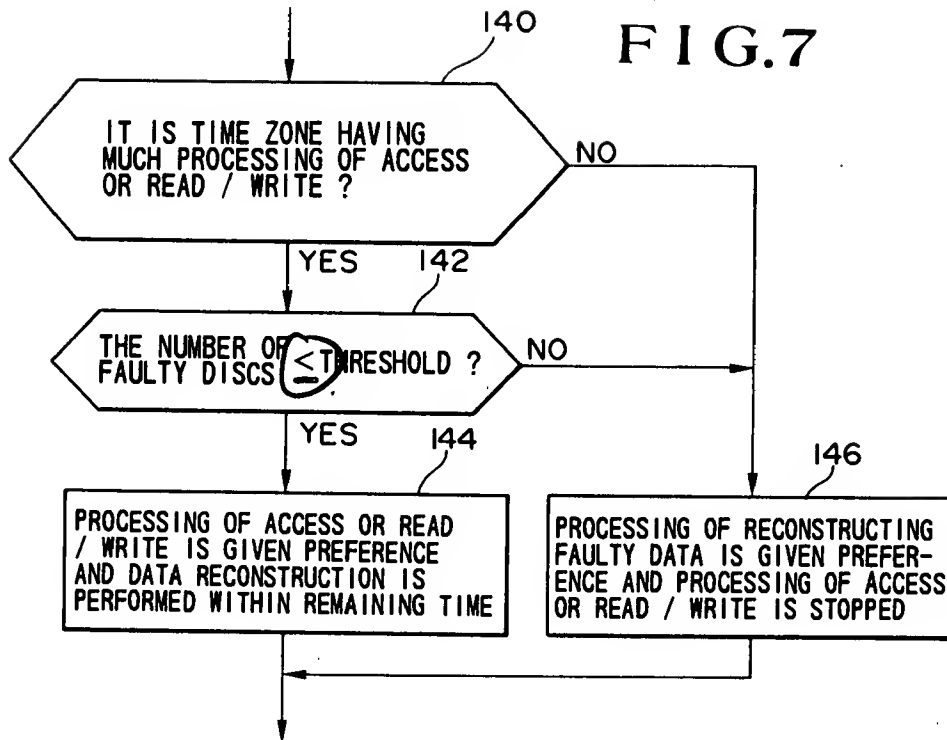 140
FIG.7
IT IS TIME ZONE HAVING
MUCH PROCESSING OF ACCESS
OR READ / WRITE ?
NO
YES
142
THE NUMBER OF
FAULTY DISCS ≤ THRESHOLD ?
NO
YES
144
PROCESSING OF ACCESS OR READ
/ WRITE IS GIVEN PREFERENCE
AND DATA RECONSTRUCTION IS
PERFORMED WITHIN REMAINING TIME
146
PROCESSING OF RECONSTRUCTING
FAULTY DATA IS GIVEN PREFER-
ENCE AND PROCESSING OF ACCESS
OR READ / WRITE IS STOPPED